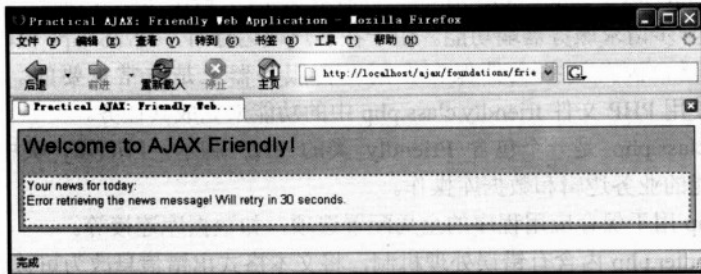 Practical AJAX: Friendly Web Application - Mozilla Firefox
文件 (F) 编辑 (E) 查看 (V) 转到 (G) 书签 (B) 工具 (T) 帮助 (H)
后退 前进 重新载入 停止 主页 http://localhost/ajax/foundations/frie G
Practical AJAX: Friendly Web...
Welcome to AJAX Friendly!
Your news for today:
Error retrieving the news message! Will retry in 30 seconds.
.
完成